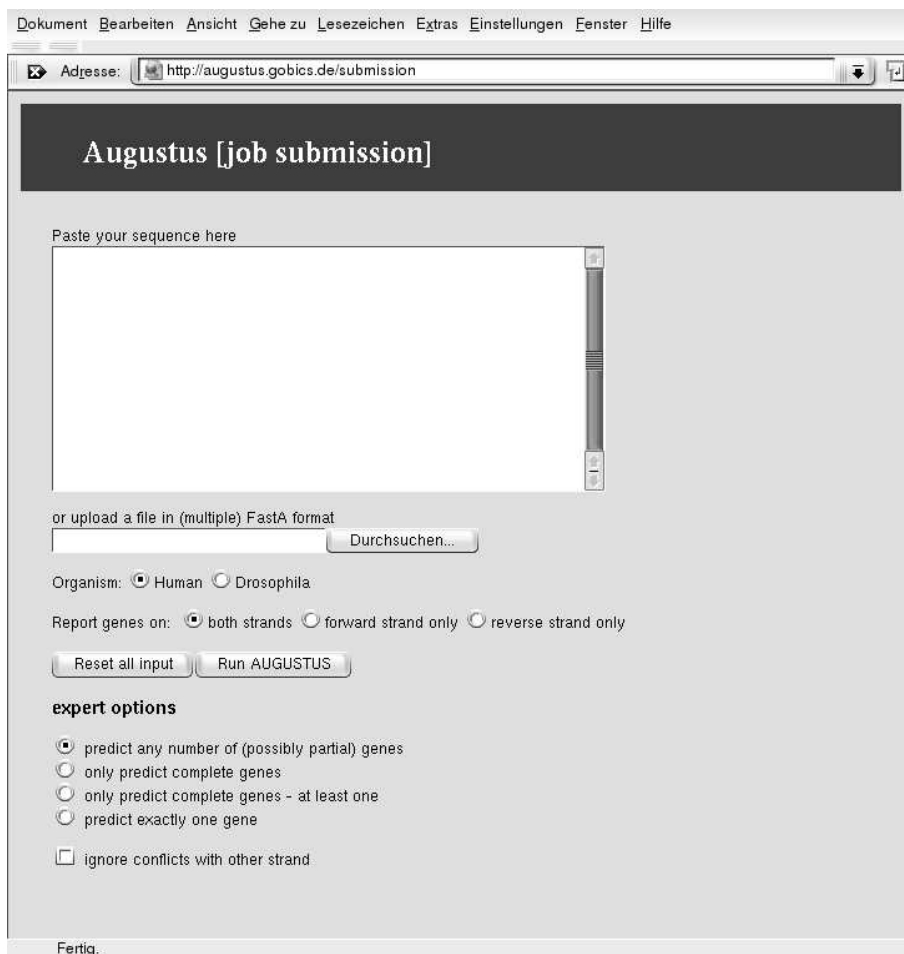 Dokument Bearbeiten Ansicht Gehe zu Lesezeichen Extras Einstellungen Fenster Hilfe
Adresse: http://augustus.gobics.de/submission
Augustus [job submission]
Paste your sequence here
or upload a file in (multiple) FastA format
Durchsuchen...
Organism: Human Drosophila
Report genes on: both strands forward strand only reverse strand only
Reset all input Run AUGUSTUS
expert options
predict any number of (possibly partial) genes
only predict complete genes
only predict complete genes - at least one
predict exactly one gene
ignore conflicts with other strand
Fertig.